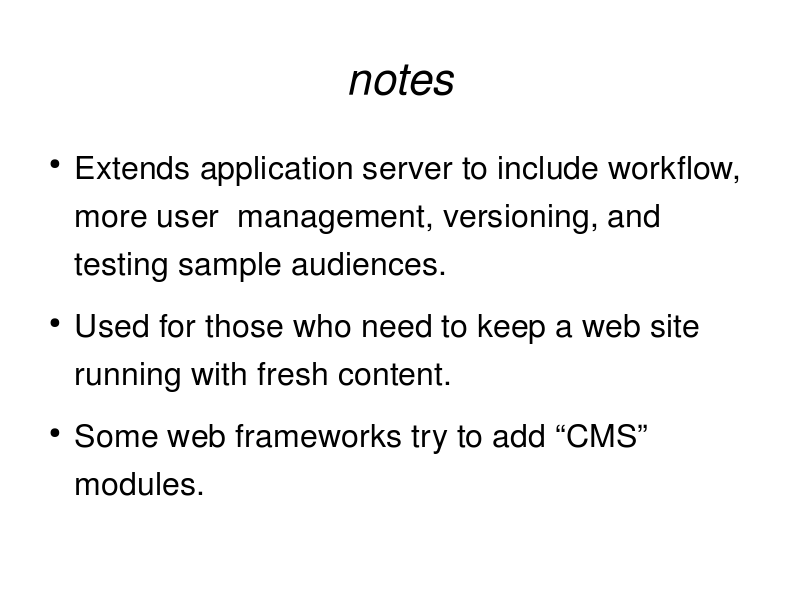 notes
• Extends application server to include workflow,
more user  management, versioning, and
testing sample audiences.
• Used for those who need to keep a web site
running with fresh content.
• Some web frameworks try to add “CMS”
modules.